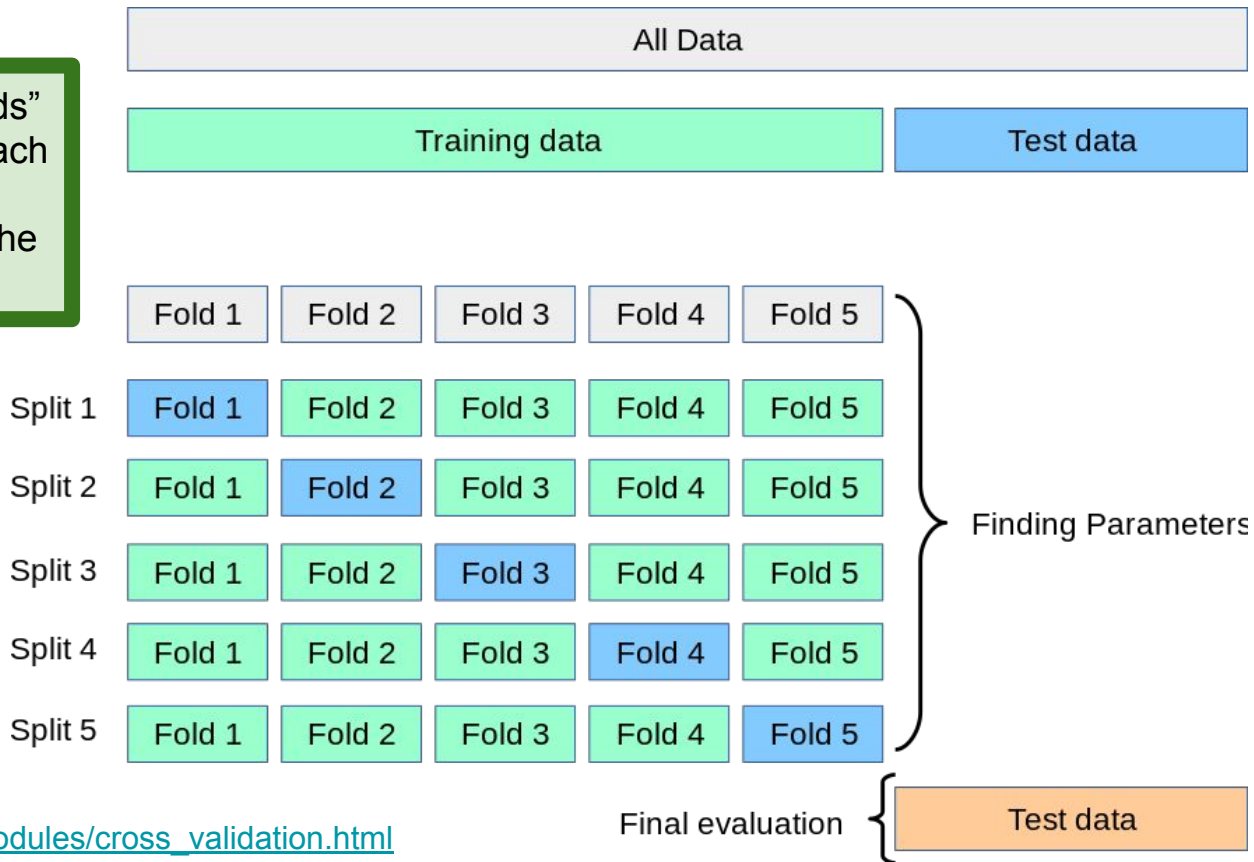 All Data
ds”
ach
he
Training data Test data
Fold 1 Fold 2 Fold 3 Fold 4 Fold 5
Split 1 Fold 1 Fold 2 Fold 3 Fold 4 Fold 5
Split 2 Fold 1 Fold 2 Fold 3 Fold 4 Fold 5
Finding Parameters
Split 3 Fold 1 Fold 2 Fold 3 Fold 4 Fold 5
Split 4 Fold 1 Fold 2 Fold 3 Fold 4 Fold 5
Split 5 Fold 1 Fold 2 Fold 3 Fold 4 Fold 5
Final evaluation Test data
odules/cross_validation.html